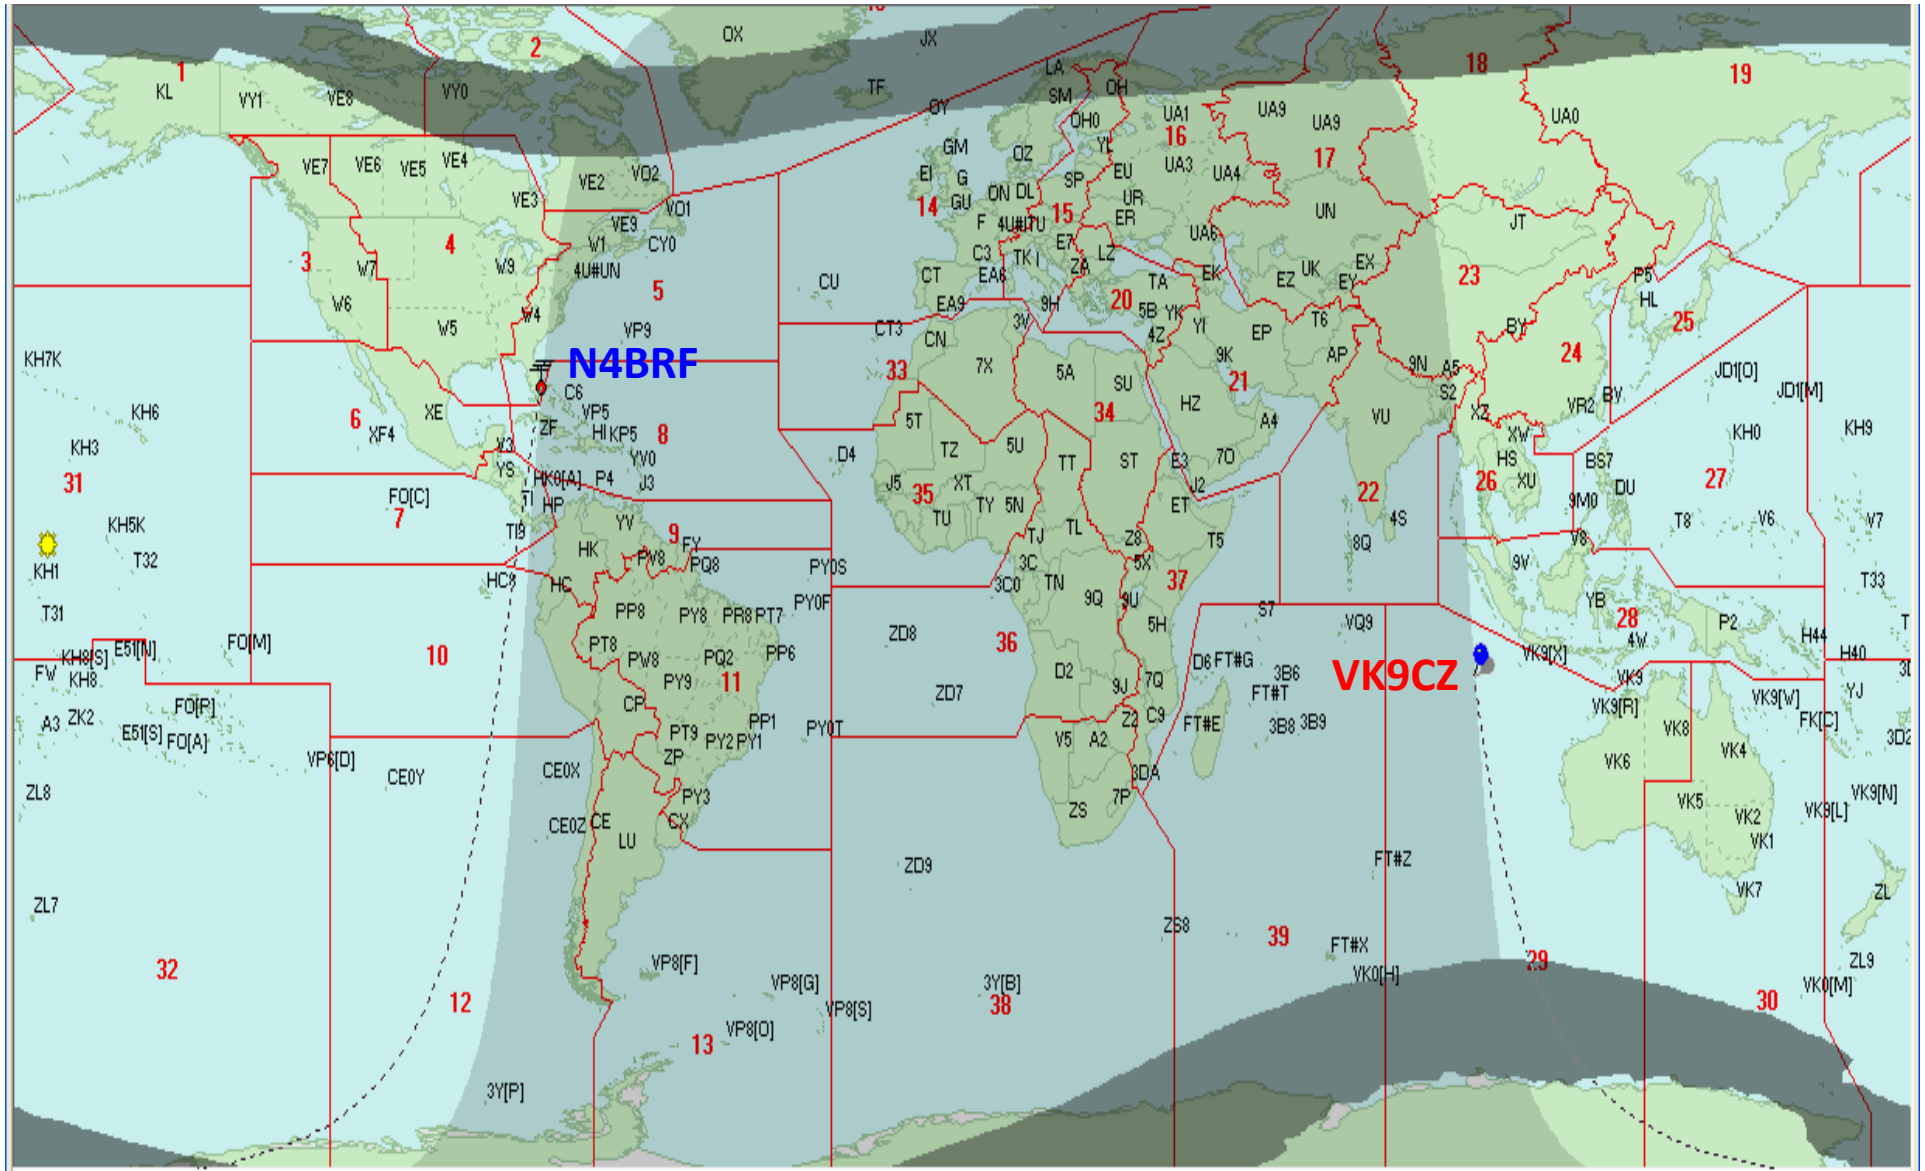 OX
JX
2
1
18
19
LA
KL
VY1
VE8
VY0
TF
SM
OH
OY
OH0
UA1
UA9
UA9
UA0
16
GM
OZ
YL
17
VE7
VE6
VE5
VE4
VE3
VE2
VO2
EI
G
ON
DL
SP
EU
UA3
UA4
GU
14
VO1
F
4U#ITU
15
UR
ER
UN
JT
VE9
W1
CY0
3
4
W7
W9
4U#UN
5
C3
TK
I
E7
LZ
UA6
ZA
EK
UK
EX
EZ
EY
23
P5
HL
CU
CT
EA6
EA9
TA
20
5B
YK
W6
W5
W4
VP9
CT3
CN
3V
9H
4Z
YI
EP
T6
BY
25
24
KH7K
N4BRF
33
7X
5A
SU
9K
21
AP
9N
A5
S2
JD1[O]
JD1[M]
C6
HZ
KH6
6
XE
XF4
VP5
ZF
HI
KP5
8
5T
34
A4
VU
XZ
VR2
BV
KH0
KH9
KH3
V3
YS
YV0
D4
TZ
5U
TT
ST
E3
7O
XW
HS
BS7
31
HK0[A]
P4
J3
J5
35
XT
J2
22
26
XU
27
FO[C]
7
TI
HP
TY
5N
ET
9M0
DU
KH5K
TI9
YV
9
TU
TL
4S
T8
V6
V7
T32
HK
FY
TJ
Z8
T5
8Q
V8
KH1
PV8
PQ8
PY0S
3C
5X
9V
HC8
HC
3C0
TN
37
T33
T31
PP8
PY8
PR8
PT7
PY0F
9Q
9U
S7
YB
28
FO[M]
ZD8
36
5H
VQ9
4W
P2
H44
KH8[S]
E51[N]
10
PT8
PW8
PQ2
PP6
D6
FT#G
VK9[X]
H40
FW
KH8
PY9
11
D2
9J
7Q
3B6
VK9CZ
VK9
FO[P]
CP
ZD7
FT#T
VK9[R]
VK9[W]
YJ
A3
ZK2
E51[S]
FO[A]
PP1
PY0T
Z2
C9
FT#E
3B8
3B9
VK8
FK[C]
PT9
PY2
PY1
V5
A2
3D2
VP6[D]
CE0Y
CE0X
ZP
3DA
VK6
VK4
ZL8
PY3
ZS
7P
VK5
VK9[N]
CE0Z
CE
CX
VK2
VK9[L]
LU
VK1
ZD9
FT#Z
ZL7
VK7
ZL
ZS8
39
FT#X
32
VP8[F]
29
ZL9
12
VP8[G]
3Y[B]
38
VK0[H]
30
VK0[M]
VP8[S]
VP8[O]
13
3Y[P]